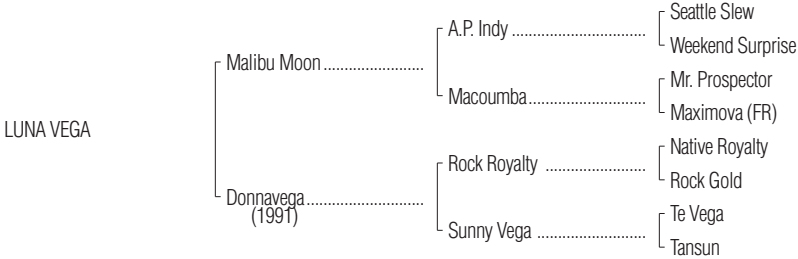 Seattle Slew
A.P. Indy
Weekend Surprise
Malibu Moon
Mr. Prospector
Macoumba
Maximova (FR)
LUNA VEGA
Native Royalty
Rock Royalty
Rock Gold
Donnavega
(1991)
Te Vega
Sunny Vega
Tansun